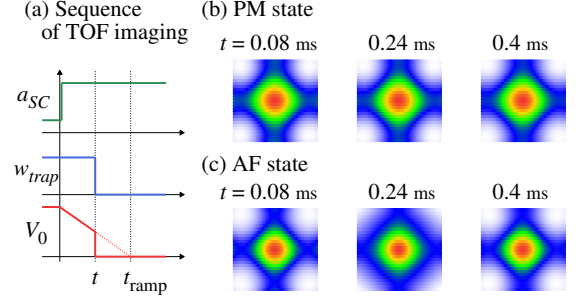 (a) Sequence
of TOF imaging
a_SC
w_trap
V_0
t
t_ramp
(b) PM state
t = 0.08 ms
0.24 ms
0.4 ms
(c) AF state
t = 0.08 ms
0.24 ms
0.4 ms